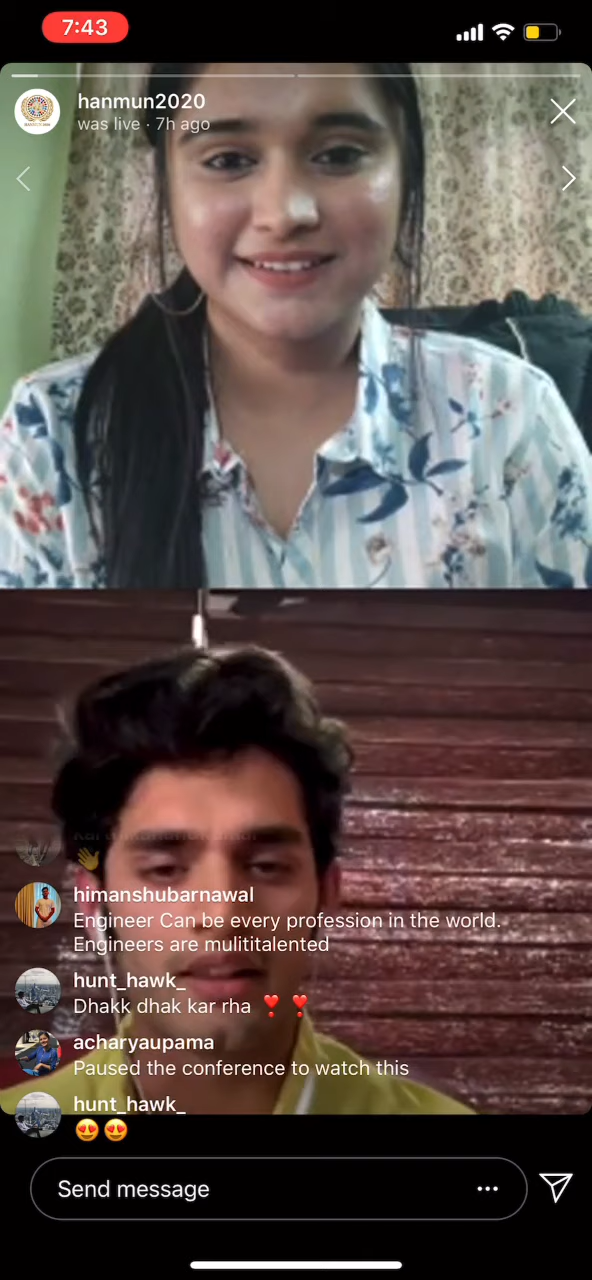 7:43
hanmun2020
was live · 7h ago
himanshubarnawal
Engineer Can be every profession in the world.
Engineers are mulititalented
hunt_hawk_
Dhakk dhak kar rha ❣️ ❣️
acharyaupama
Paused the conference to watch this
hunt_hawk_
😍😍
Send message